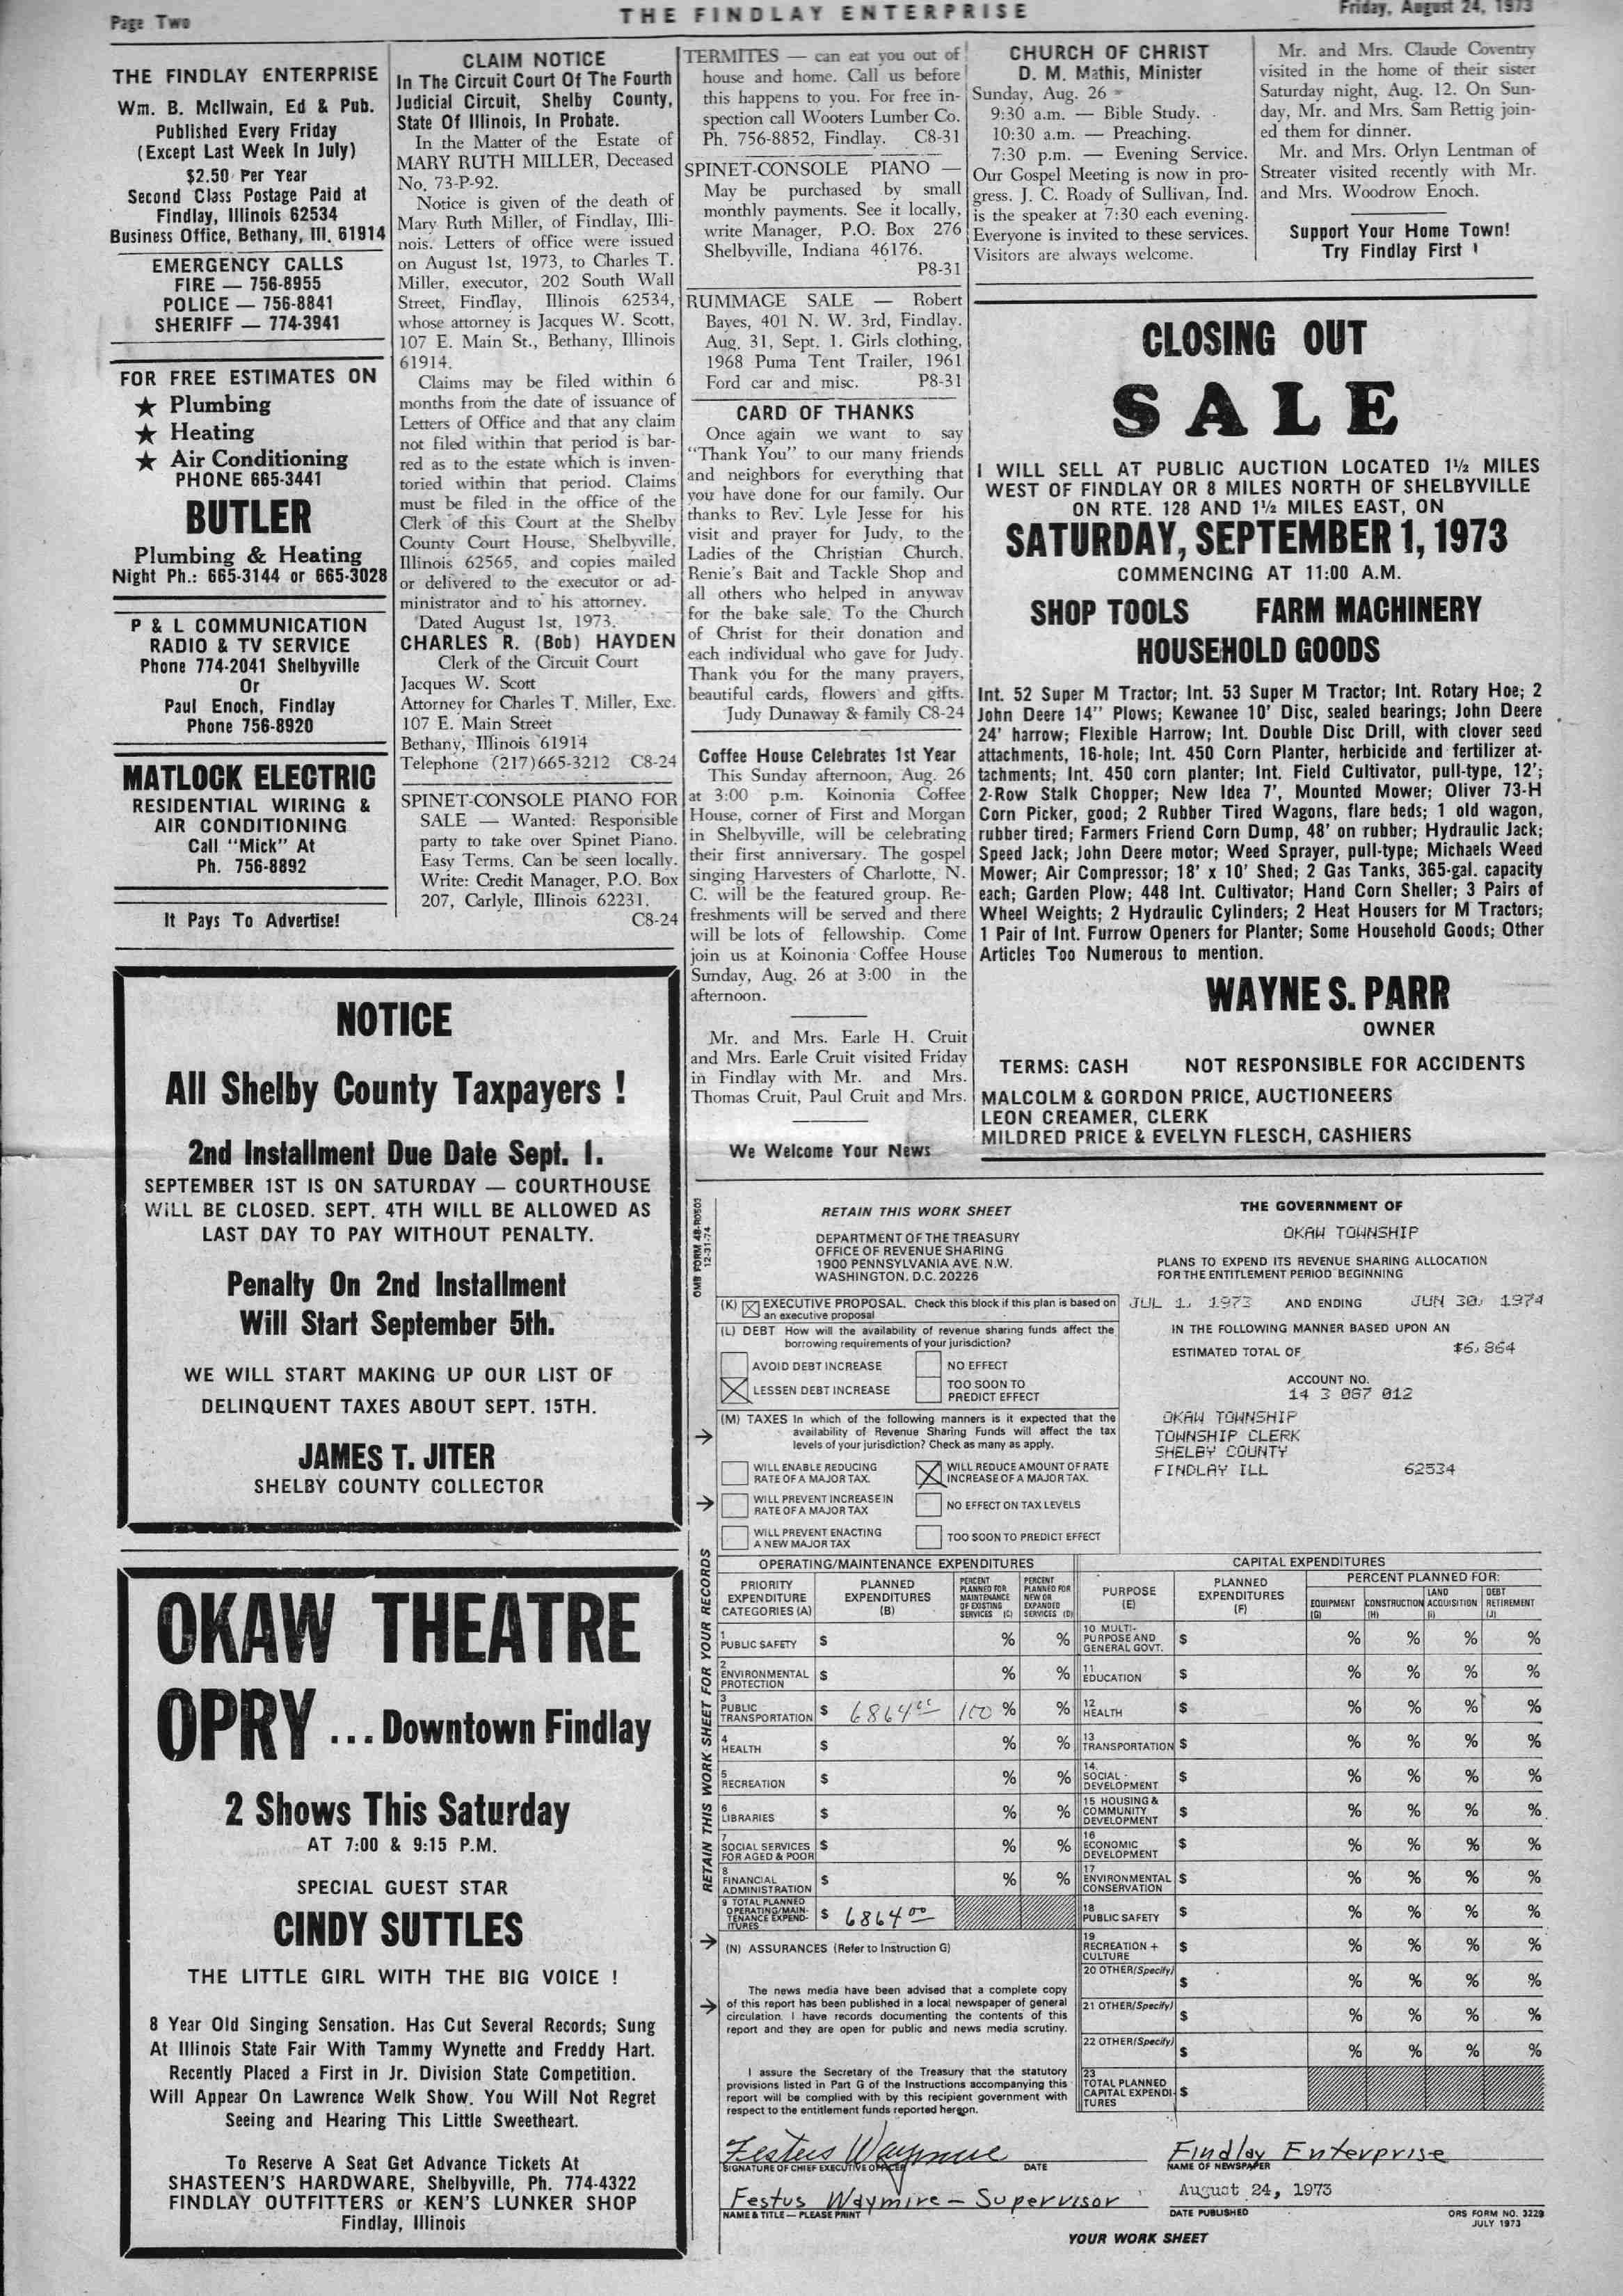 Page Two
THE FINDLAY ENTERPRISE
Friday, August 24, 1973
THE FINDLAY ENTERPRISE
Wm. B. McIlwain, Ed & Pub.
Published Every Friday
(Except Last Week In July)
$2.50 Per Year
Second Class Postage Paid at
Findlay, Illinois 62534
Business Office, Bethany, Ill. 61914
EMERGENCY CALLS
FIRE — 756-8955
POLICE — 756-8841
SHERIFF — 774-3941
FOR FREE ESTIMATES ON
★ Plumbing
★ Heating
★ Air Conditioning
PHONE 665-3441
BUTLER
Plumbing & Heating
Night Ph.: 665-3144 or 665-3028
P & L COMMUNICATION
RADIO & TV SERVICE
Phone 774-2041 Shelbyville
Or
Paul Enoch, Findlay
Phone 756-8920
MATLOCK ELECTRIC
RESIDENTIAL WIRING &
AIR CONDITIONING
Call "Mick" At
Ph. 756-8892
It Pays To Advertise!
CLAIM NOTICE
In The Circuit Court Of The Fourth
Judicial Circuit, Shelby County,
State Of Illinois, In Probate.
In the Matter of the Estate of
MARY RUTH MILLER, Deceased
No. 73-P-92.
Notice is given of the death of
Mary Ruth Miller, of Findlay, Illi-
nois. Letters of office were issued
on August 1st, 1973, to Charles T.
Miller, executor, 202 South Wall
Street, Findlay, Illinois 62534,
whose attorney is Jacques W. Scott,
107 E. Main St., Bethany, Illinois
61914.
Claims may be filed within 6
months from the date of issuance of
Letters of Office and that any claim
not filed within that period is bar-
red as to the estate which is inven-
toried within that period. Claims
must be filed in the office of the
Clerk of this Court at the Shelby
County Court House, Shelbyville,
Illinois 62565, and copies mailed
or delivered to the executor or ad-
ministrator and to his attorney.
Dated August 1st, 1973.
CHARLES R. (Bob) HAYDEN
Clerk of the Circuit Court
Jacques W. Scott
Attorney for Charles T. Miller, Exc.
107 E. Main Street
Bethany, Illinois 61914
Telephone (217)665-3212 C8-24
SPINET-CONSOLE PIANO FOR
SALE — Wanted: Responsible
party to take over Spinet Piano.
Easy Terms. Can be seen locally.
Write: Credit Manager, P.O. Box
207, Carlyle, Illinois 62231.
C8-24
TERMITES — can eat you out of
house and home. Call us before
this happens to you. For free in-
spection call Wooters Lumber Co.
Ph. 756-8852, Findlay. C8-31
SPINET-CONSOLE PIANO —
May be purchased by small
monthly payments. See it locally,
write Manager, P.O. Box 276
Shelbyville, Indiana 46176.
P8-31
RUMMAGE SALE — Robert
Bayes, 401 N. W. 3rd, Findlay.
Aug. 31, Sept. 1. Girls clothing,
1968 Puma Tent Trailer, 1961
Ford car and misc. P8-31
CARD OF THANKS
Once again we want to say
"Thank You" to our many friends
and neighbors for everything that
you have done for our family. Our
thanks to Rev. Lyle Jesse for his
visit and prayer for Judy, to the
Ladies of the Christian Church,
Renie's Bait and Tackle Shop and
all others who helped in anyway
for the bake sale. To the Church
of Christ for their donation and
each individual who gave for Judy.
Thank you for the many prayers,
beautiful cards, flowers and gifts.
Judy Dunaway & family C8-24
Coffee House Celebrates 1st Year
This Sunday afternoon, Aug. 26
at 3:00 p.m. Koinonia Coffee
House, corner of First and Morgan
in Shelbyville, will be celebrating
their first anniversary. The gospel
singing Harvesters of Charlotte, N.
C. will be the featured group. Re-
freshments will be served and there
will be lots of fellowship. Come
join us at Koinonia Coffee House
Sunday, Aug. 26 at 3:00 in the
afternoon.
Mr. and Mrs. Earle H. Cruit
and Mrs. Earle Cruit visited Friday
in Findlay with Mr. and Mrs.
Thomas Cruit, Paul Cruit and Mrs.
We Welcome Your News
CHURCH OF CHRIST
D. M. Mathis, Minister
Sunday, Aug. 26 -
9:30 a.m. — Bible Study.
10:30 a.m. — Preaching.
7:30 p.m. — Evening Service.
Our Gospel Meeting is now in pro-
gress. J. C. Roady of Sullivan, Ind.
is the speaker at 7:30 each evening.
Everyone is invited to these services.
Visitors are always welcome.
Mr. and Mrs. Claude Coventry
visited in the home of their sister
Saturday night, Aug. 12. On Sun-
day, Mr. and Mrs. Sam Rettig join-
ed them for dinner.
Mr. and Mrs. Orlyn Lentman of
Streater visited recently with Mr.
and Mrs. Woodrow Enoch.
Support Your Home Town!
Try Findlay First !
CLOSING OUT
SALE
I WILL SELL AT PUBLIC AUCTION LOCATED 1½ MILES
WEST OF FINDLAY OR 8 MILES NORTH OF SHELBYVILLE
ON RTE. 128 AND 1½ MILES EAST, ON
SATURDAY, SEPTEMBER 1, 1973
COMMENCING AT 11:00 A.M.
SHOP TOOLS FARM MACHINERY
HOUSEHOLD GOODS
Int. 52 Super M Tractor; Int. 53 Super M Tractor; Int. Rotary Hoe; 2
John Deere 14" Plows; Kewanee 10' Disc, sealed bearings; John Deere
24' harrow; Flexible Harrow; Int. Double Disc Drill, with clover seed
attachments, 16-hole; Int. 450 Corn Planter, herbicide and fertilizer at-
tachments; Int. 450 corn planter; Int. Field Cultivator, pull-type, 12';
2-Row Stalk Chopper; New Idea 7', Mounted Mower; Oliver 73-H
Corn Picker, good; 2 Rubber Tired Wagons, flare beds; 1 old wagon,
rubber tired; Farmers Friend Corn Dump, 48' on rubber; Hydraulic Jack;
Speed Jack; John Deere motor; Weed Sprayer, pull-type; Michaels Weed
Mower; Air Compressor; 18' x 10' Shed; 2 Gas Tanks, 365-gal. capacity
each; Garden Plow; 448 Int. Cultivator; Hand Corn Sheller; 3 Pairs of
Wheel Weights; 2 Hydraulic Cylinders; 2 Heat Housers for M Tractors;
1 Pair of Int. Furrow Openers for Planter; Some Household Goods; Other
Articles Too Numerous to mention.
WAYNE S. PARR
OWNER
TERMS: CASH NOT RESPONSIBLE FOR ACCIDENTS
MALCOLM & GORDON PRICE, AUCTIONEERS
LEON CREAMER, CLERK
MILDRED PRICE & EVELYN FLESCH, CASHIERS
NOTICE
All Shelby County Taxpayers !
2nd Installment Due Date Sept. 1.
SEPTEMBER 1ST IS ON SATURDAY — COURTHOUSE
WILL BE CLOSED. SEPT. 4TH WILL BE ALLOWED AS
LAST DAY TO PAY WITHOUT PENALTY.
Penalty On 2nd Installment
Will Start September 5th.
WE WILL START MAKING UP OUR LIST OF
DELINQUENT TAXES ABOUT SEPT. 15TH.
JAMES T. JITER
SHELBY COUNTY COLLECTOR
OKAW THEATRE
OPRY ... Downtown Findlay
2 Shows This Saturday
AT 7:00 & 9:15 P.M.
SPECIAL GUEST STAR
CINDY SUTTLES
THE LITTLE GIRL WITH THE BIG VOICE !
8 Year Old Singing Sensation. Has Cut Several Records; Sung
At Illinois State Fair With Tammy Wynette and Freddy Hart.
Recently Placed a First in Jr. Division State Competition.
Will Appear On Lawrence Welk Show. You Will Not Regret
Seeing and Hearing This Little Sweetheart.
To Reserve A Seat Get Advance Tickets At
SHASTEEN'S HARDWARE, Shelbyville, Ph. 774-4322
FINDLAY OUTFITTERS or KEN'S LUNKER SHOP
Findlay, Illinois
OMB FORM 48-R0501
12-31-74
RETAIN THIS WORK SHEET FOR YOUR RECORDS
RETAIN THIS WORK SHEET
DEPARTMENT OF THE TREASURY
OFFICE OF REVENUE SHARING
1900 PENNSYLVANIA AVE. N.W.
WASHINGTON, D.C. 20226
(K) EXECUTIVE PROPOSAL. Check this block if this plan is based on
an executive proposal
(L) DEBT How will the availability of revenue sharing funds affect the
borrowing requirements of your jurisdiction?
AVOID DEBT INCREASE NO EFFECT
LESSEN DEBT INCREASE TOO SOON TO
PREDICT EFFECT
(M) TAXES In which of the following manners is it expected that the
availability of Revenue Sharing Funds will affect the tax
levels of your jurisdiction? Check as many as apply.
WILL ENABLE REDUCING
RATE OF A MAJOR TAX.
WILL REDUCE AMOUNT OF RATE
INCREASE OF A MAJOR TAX.
WILL PREVENT INCREASE IN
RATE OF A MAJOR TAX
NO EFFECT ON TAX LEVELS
WILL PREVENT ENACTING
A NEW MAJOR TAX
TOO SOON TO PREDICT EFFECT
THE GOVERNMENT OF
OKAW TOWNSHIP
PLANS TO EXPEND ITS REVENUE SHARING ALLOCATION
FOR THE ENTITLEMENT PERIOD BEGINNING
JUL 1, 1973 AND ENDING JUN 30, 1974
IN THE FOLLOWING MANNER BASED UPON AN
ESTIMATED TOTAL OF $6,864
ACCOUNT NO.
14 3 087 012
OKAW TOWNSHIP
TOWNSHIP CLERK
SHELBY COUNTY
FINDLAY ILL 62534
OPERATING/MAINTENANCE EXPENDITURES
PRIORITY
EXPENDITURE
CATEGORIES (A)
PLANNED
EXPENDITURES
(B)
PERCENT
PLANNED FOR
MAINTENANCE
OF EXISTING
SERVICES (C)
PERCENT
PLANNED FOR
NEW OR
EXPANDED
SERVICES (D)
1 PUBLIC SAFETY $ % %
2 ENVIRONMENTAL PROTECTION $ % %
3 PUBLIC TRANSPORTATION $ 6864.00 100 % %
4 HEALTH $ % %
5 RECREATION $ % %
6 LIBRARIES $ % %
7 SOCIAL SERVICES FOR AGED & POOR $ % %
8 FINANCIAL ADMINISTRATION $ % %
9 TOTAL PLANNED OPERATING/MAINTENANCE EXPENDITURES $ 6864.00
CAPITAL EXPENDITURES
PURPOSE
(E)
PLANNED
EXPENDITURES
(F)
PERCENT PLANNED FOR:
EQUIPMENT (G)
CONSTRUCTION (H)
LAND ACQUISITION (I)
DEBT RETIREMENT (J)
10 MULTI-PURPOSE AND GENERAL GOVT. $ % % % %
11 EDUCATION $ % % % %
12 HEALTH $ % % % %
13 TRANSPORTATION $ % % % %
14 SOCIAL DEVELOPMENT $ % % % %
15 HOUSING & COMMUNITY DEVELOPMENT $ % % % %
16 ECONOMIC DEVELOPMENT $ % % % %
17 ENVIRONMENTAL CONSERVATION $ % % % %
18 PUBLIC SAFETY $ % % % %
19 RECREATION + CULTURE $ % % % %
20 OTHER (Specify) $ % % % %
21 OTHER (Specify) $ % % % %
22 OTHER (Specify) $ % % % %
23 TOTAL PLANNED CAPITAL EXPENDITURES $
(N) ASSURANCES (Refer to Instruction G)
The news media have been advised that a complete copy
of this report has been published in a local newspaper of general
circulation. I have records documenting the contents of this
report and they are open for public and news media scrutiny.
I assure the Secretary of the Treasury that the statutory
provisions listed in Part G of the Instructions accompanying this
report will be complied with by this recipient government with
respect to the entitlement funds reported hereon.
Festus Waymire
SIGNATURE OF CHIEF EXECUTIVE OFFICER DATE
Festus Waymire — Supervisor
NAME & TITLE — PLEASE PRINT
Findlay Enterprise
NAME OF NEWSPAPER
August 24, 1973
DATE PUBLISHED
ORS FORM NO. 3229
JULY 1973
YOUR WORK SHEET